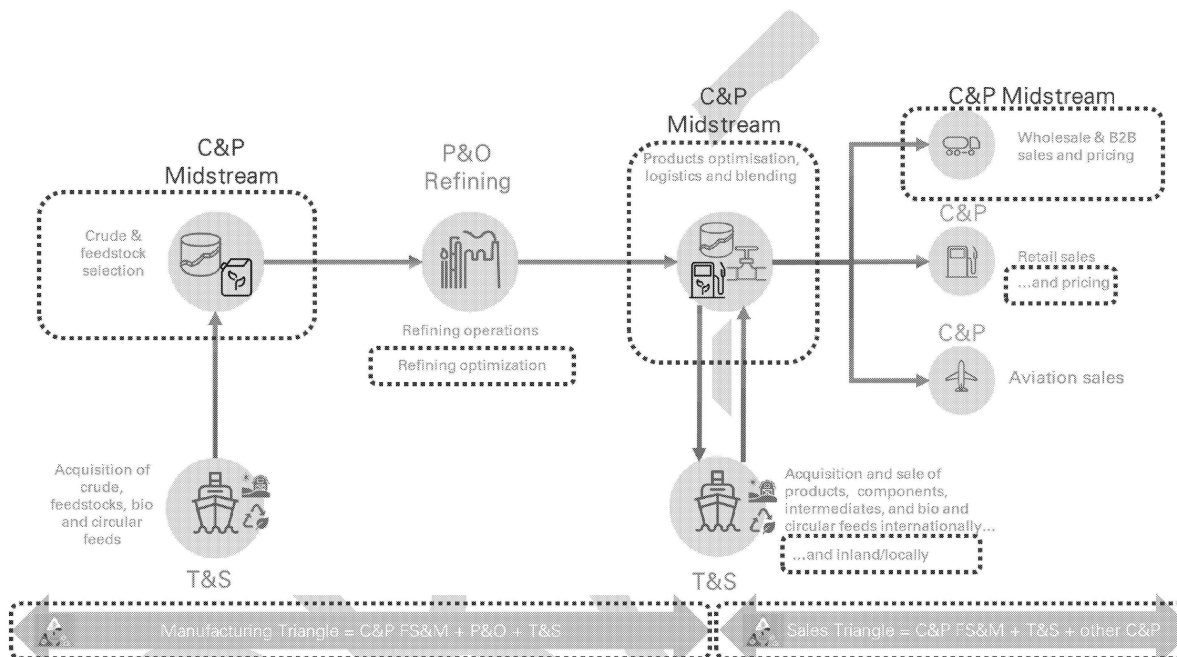 C&P
Midstream
Crude &
feedstock
selection
P&O
Refining
Refining operations
Refining optimization
C&P
Midstream
Products optimisation,
logistics and blending
C&P Midstream
Wholesale & B2B
sales and pricing
C&P
Retail sales
...and pricing
C&P
Aviation sales
Acquisition of
crude,
feedstocks, bio
and circular
feeds
T&S
Acquisition and sale of
products, components,
intermediates, and bio and
circular feeds internationally...
...and inland/locally
T&S
Manufacturing Triangle = C&P FS&M + P&O + T&S
Sales Triangle = C&P FS&M + T&S + other C&P